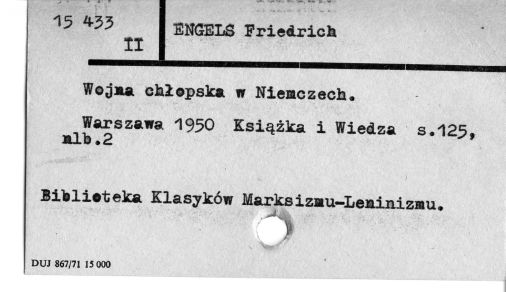 15 433
II
ENGELS Friedrich
Wojna chłopska w Niemczech.
Warszawa 1950 Książka i Wiedza s.125,
nlb.2
Biblioteka Klasyków Marksizmu-Leninizmu.
DUJ 867/71 15 000